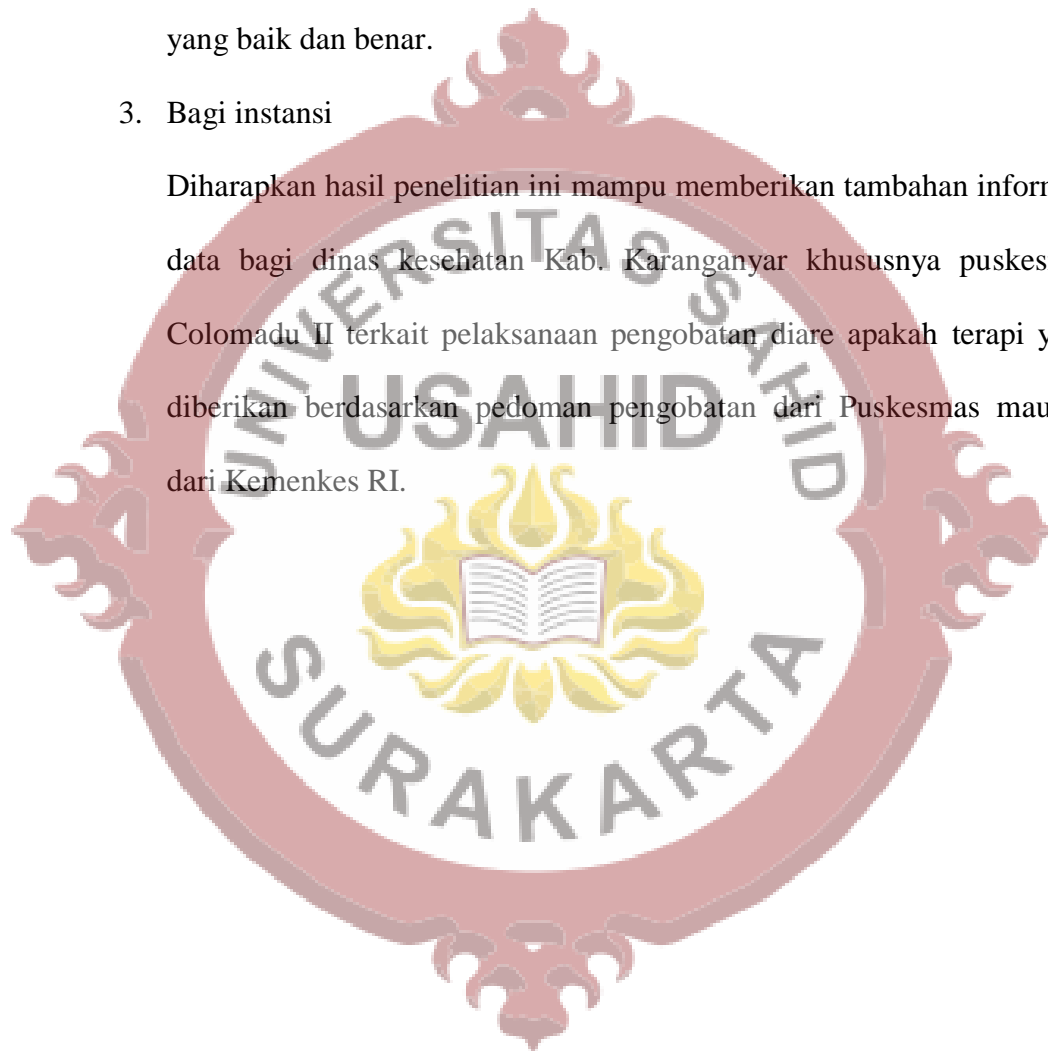 yang baik dan benar.
3. Bagi instansi
Diharapkan hasil penelitian ini mampu memberikan tambahan inforr
data bagi dinas kesehatan Kab. Karanganyar khususnya puskes
Colomadu II terkait pelaksanaan pengobatan diare apakah terapi y
diberikan berdasarkan pedoman pengobatan dari Puskesmas mau
dari Kemenkes RI.
UNIVERSITAS SAHID
USAHID
SURAKARTA